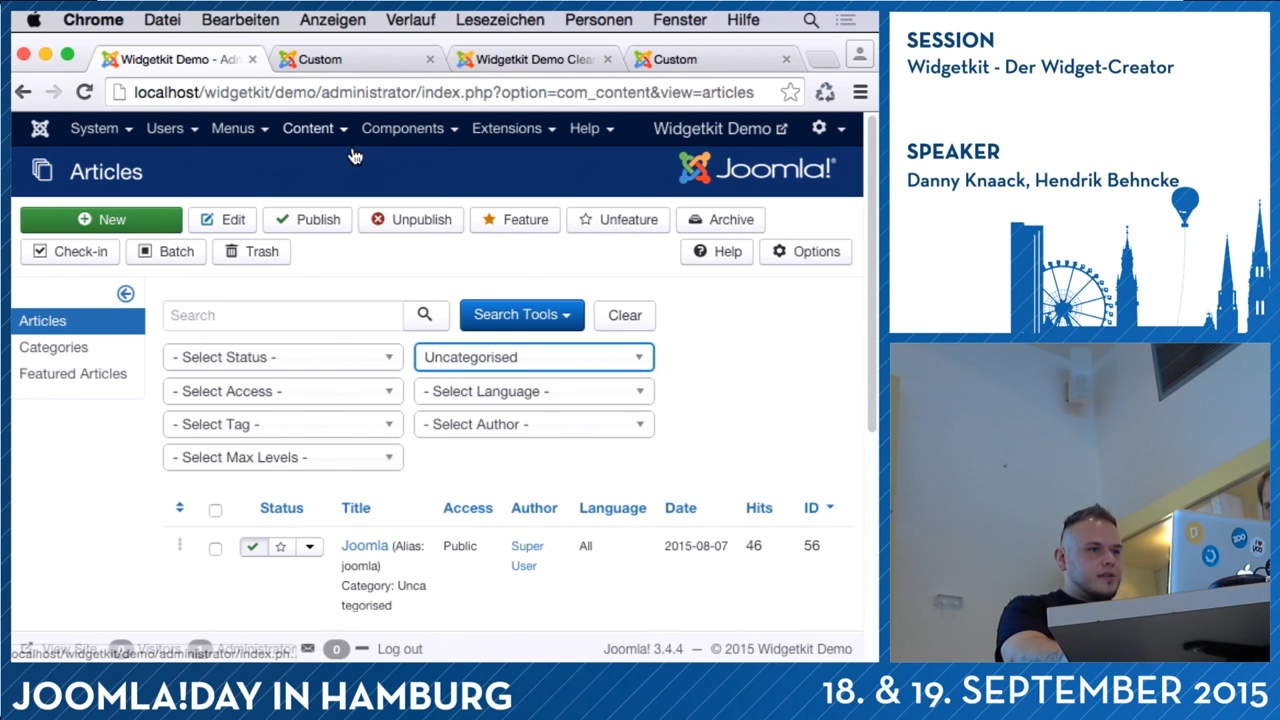 Chrome Datei Bearbeiten Anzeigen Verlauf Lesezeichen Personen Fenster Hilfe
Widgetkit Demo - Adm Custom Widgetkit Demo Clea Custom
localhost/widgetkit/demo/administrator/index.php?option=com_content&view=articles
System Users Menus Content Components Extensions Help Widgetkit Demo
Articles Joomla!
New Edit Publish Unpublish Feature Unfeature Archive
Check-in Batch Trash Help Options
Articles
Categories
Featured Articles
Search Search Tools Clear
- Select Status - Uncategorised
- Select Access - - Select Language -
- Select Tag - - Select Author -
- Select Max Levels -
Status Title Access Author Language Date Hits ID
Joomla (Alias: Public Super All 2015-08-07 46 56
joomla) User
Category: Unca
tegorised
View Site Visitors Administrator 0 Log out Joomla! 3.4.4 — © 2015 Widgetkit Demo
localhost/widgetkit/demo/administrator/index.ph...
SESSION
Widgetkit - Der Widget-Creator
SPEAKER
Danny Knaack, Hendrik Behncke
ZOO
JOOMLA!DAY IN HAMBURG 18. & 19. SEPTEMBER 2015